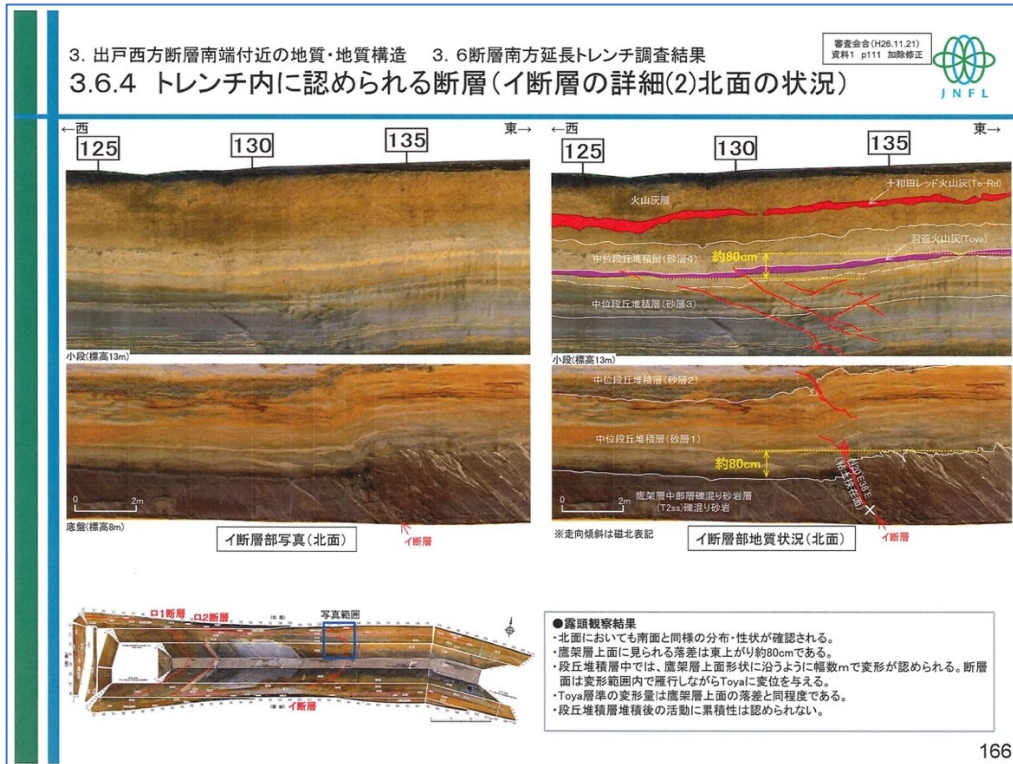 3. 出戸西方断層南端付近の地質・地質構造 3. 6断層南方延長トレンチ調査結果
審査会合(H26.11.21)
資料1 p111 加除修正
3.6.4 トレンチ内に認められる断層(イ断層の詳細(2)北面の状況)
JNFL
←西 東→
125 130 135
小段(標高13m)
0 2m
底盤(標高8m)
イ断層
イ断層部写真(北面)
←西 東→
125 130 135
十和田レッド火山灰(To-Rd)
火山灰層
洞爺火山灰(Toya)
中位段丘堆積層(砂層4)
約80cm
中位段丘堆積層(砂層3)
小段(標高13m)
中位段丘堆積層(砂層2)
中位段丘堆積層(砂層1)
約80cm
N20°E38°E
(粘土挟在面)
鷹架層中部層礫混り砂岩層
(T2ss)礫混り砂岩
0 2m
※走向傾斜は磁北表記
イ断層
イ断層部地質状況(北面)
ロ1断層
ロ2断層
写真範囲
イ断層
●露頭観察結果
・北面においても南面と同様の分布・性状が確認される。
・鷹架層上面に見られる落差は東上がり約80cmである。
・段丘堆積層中では、鷹架層上面形状に沿うように幅数mで変形が認められる。断層
面は変形範囲内で雁行しながらToyaに変位を与える。
・Toya層準の変形量は鷹架層上面の落差と同程度である。
・段丘堆積層堆積後の活動に累積性は認められない。
166